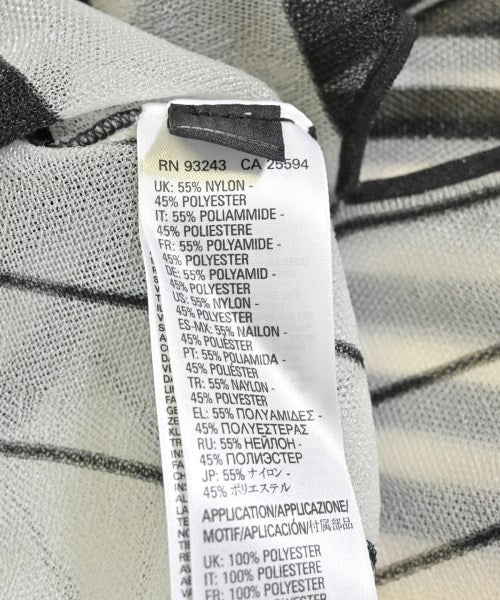 RN 93243 CA 25594
UK: 55% NYLON -
45% POLYESTER
IT: 55% POLIAMMIDE -
45% POLIESTERE
FR: 55% POLYAMIDE -
45% POLYESTER
DE: 55% POLYAMID -
45% POLYESTER
US: 55% NYLON -
45% POLYESTER
ES-MX: 55% NAILON -
45% POLIÉSTER
PT: 55% POLIAMIDA -
45% POLIÉSTER
TR: 55% NAYLON -
45% POLYESTER
EL: 55% ΠΟΛΥΑΜΙΔΕΣ -
45% ΠΟΛΥΕΣΤΕΡΑΣ
RU: 55% НЕЙЛОН -
45% ПОЛИЭСТЕР
JP: 55% ナイロン -
45% ポリエステル
APPLICATION/APPLICAZIONE/
MOTIF/APLICACIÓN/付属部品
UK: 100% POLYESTER
IT: 100% POLIESTERE
FR: 100% POLYESTER